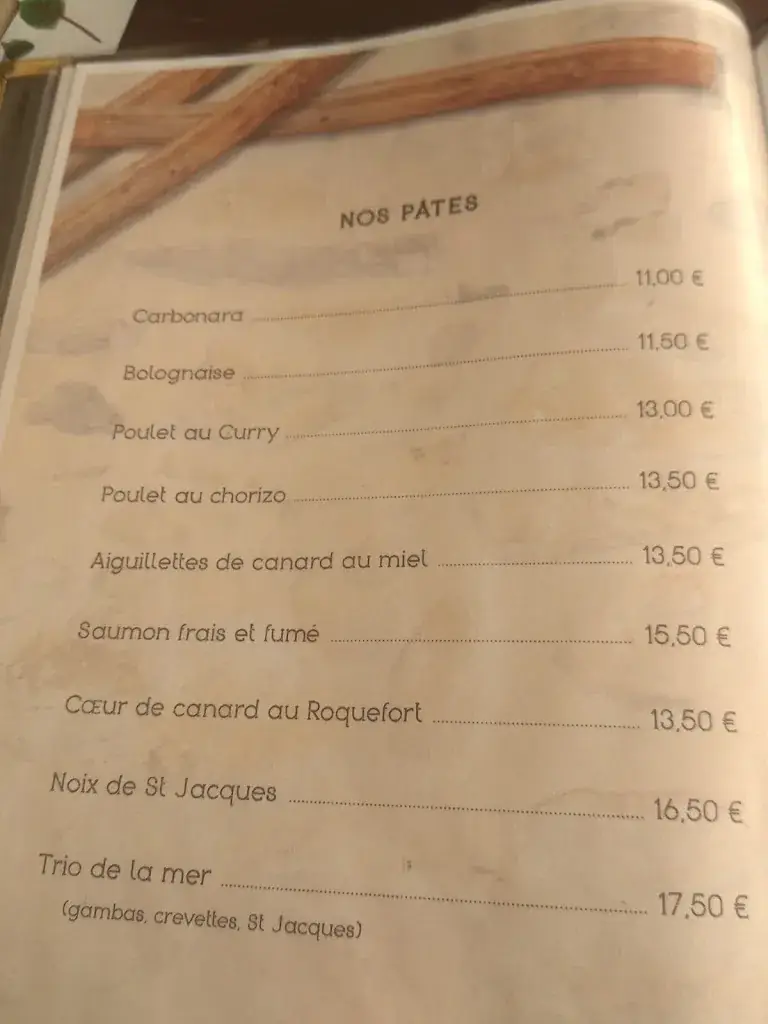 NOS PÂTES
Carbonara 11,00 €
Bolognaise 11,50 €
Poulet au Curry 13,00 €
Poulet au chorizo 13,50 €
Aiguillettes de canard au miel 13,50 €
Saumon frais et fumé 15,50 €
Cœur de canard au Roquefort 13,50 €
Noix de St Jacques 16,50 €
Trio de la mer 17,50 €
(gambas, crevettes, St Jacques)